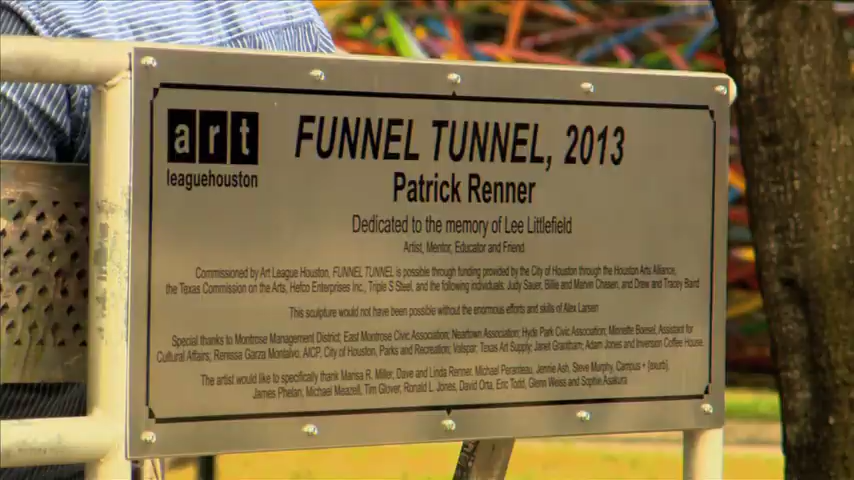 art
leaguehouston
FUNNEL TUNNEL, 2013
Patrick Renner
Dedicated to the memory of Lee Littlefield
Artist, Mentor, Educator and Friend
Commissioned by Art League Houston, FUNNEL TUNNEL is possible through funding provided by the City of Houston through the Houston Arts Alliance,
the Texas Commission on the Arts, Hefco Enterprises Inc., Triple S Steel, and the following individuals, Judy Sauer, Billie and Marvin Chasen, and Drew and Tracey Baird
This sculpture would not have been possible without the enormous efforts and skills of Alex Larsen
Special thanks to Montrose Management District; East Montrose Civic Association; Neartown Association; Hyde Park Civic Association; Minnette Boesel, Assistant for
Cultural Affairs; Renissa Garza Montalvo, AICP, City of Houston, Parks and Recreation; Valspar; Texas Art Supply; Janet Grantham; Adam Jones and Inversion Coffee House.
The artist would like to specifically thank Marisa R. Miller, Dave and Linda Renner, Michael Peranteau, Jennie Ash, Steve Murphy, Campus +
James Phelan, Michael Meazell, Tim Glover, Ronald L. Jones, David Orta, Eric Todd, Glenn Weiss and Sophie Asakura